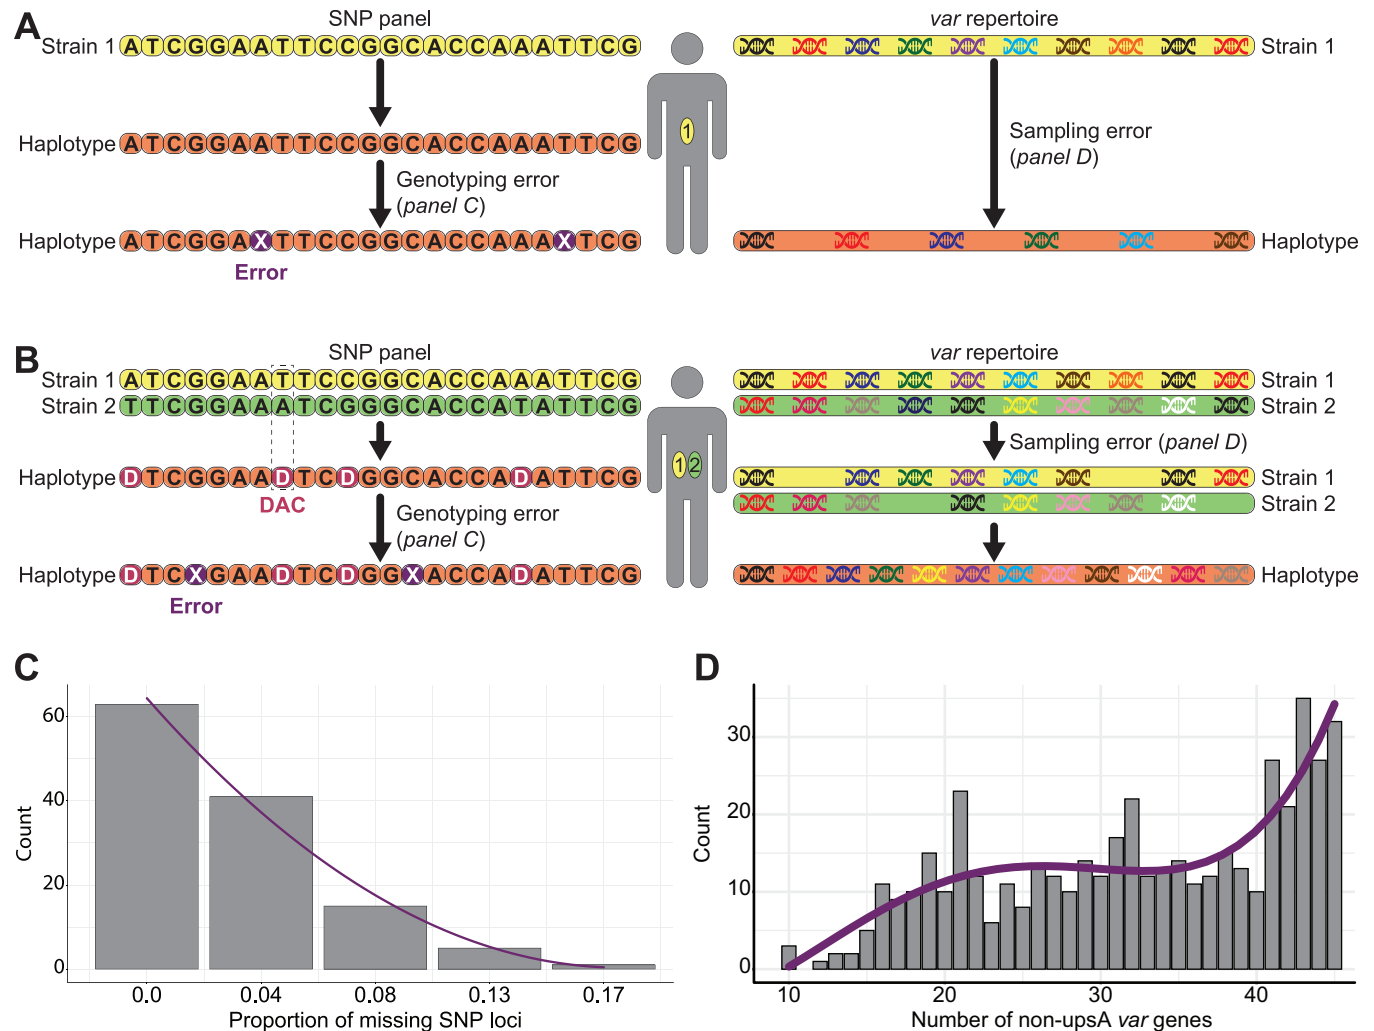 A
SNP panel
Strain 1 ATCGGAATTCCGGCACCAAATTCG
Haplotype ATCGGAATTCCGGCACCAAATTCG
Genotyping error
(panel C)
Haplotype ATCGGAXTTCCGGCACCAAAXTCG
Error
1
var repertoire
Strain 1
Sampling error
(panel D)
Haplotype
B
SNP panel
Strain 1 ATCGGAATTCCGGCACCAAATTCG
Strain 2 TTCGGAAATCGGGCACCATATTCG
Haplotype DTCGGAADTCDGGCACCADATTCG
DAC
Genotyping error
(panel C)
Haplotype DTCXGAADTCDGGXACCADATTCG
Error
1 2
var repertoire
Strain 1
Strain 2
Sampling error (panel D)
Strain 1
Strain 2
Haplotype
C
Count
60
40
20
0
0.0 0.04 0.08 0.13 0.17
Proportion of missing SNP loci
D
Count
30
20
10
0
10 20 30 40
Number of non-upsA var genes